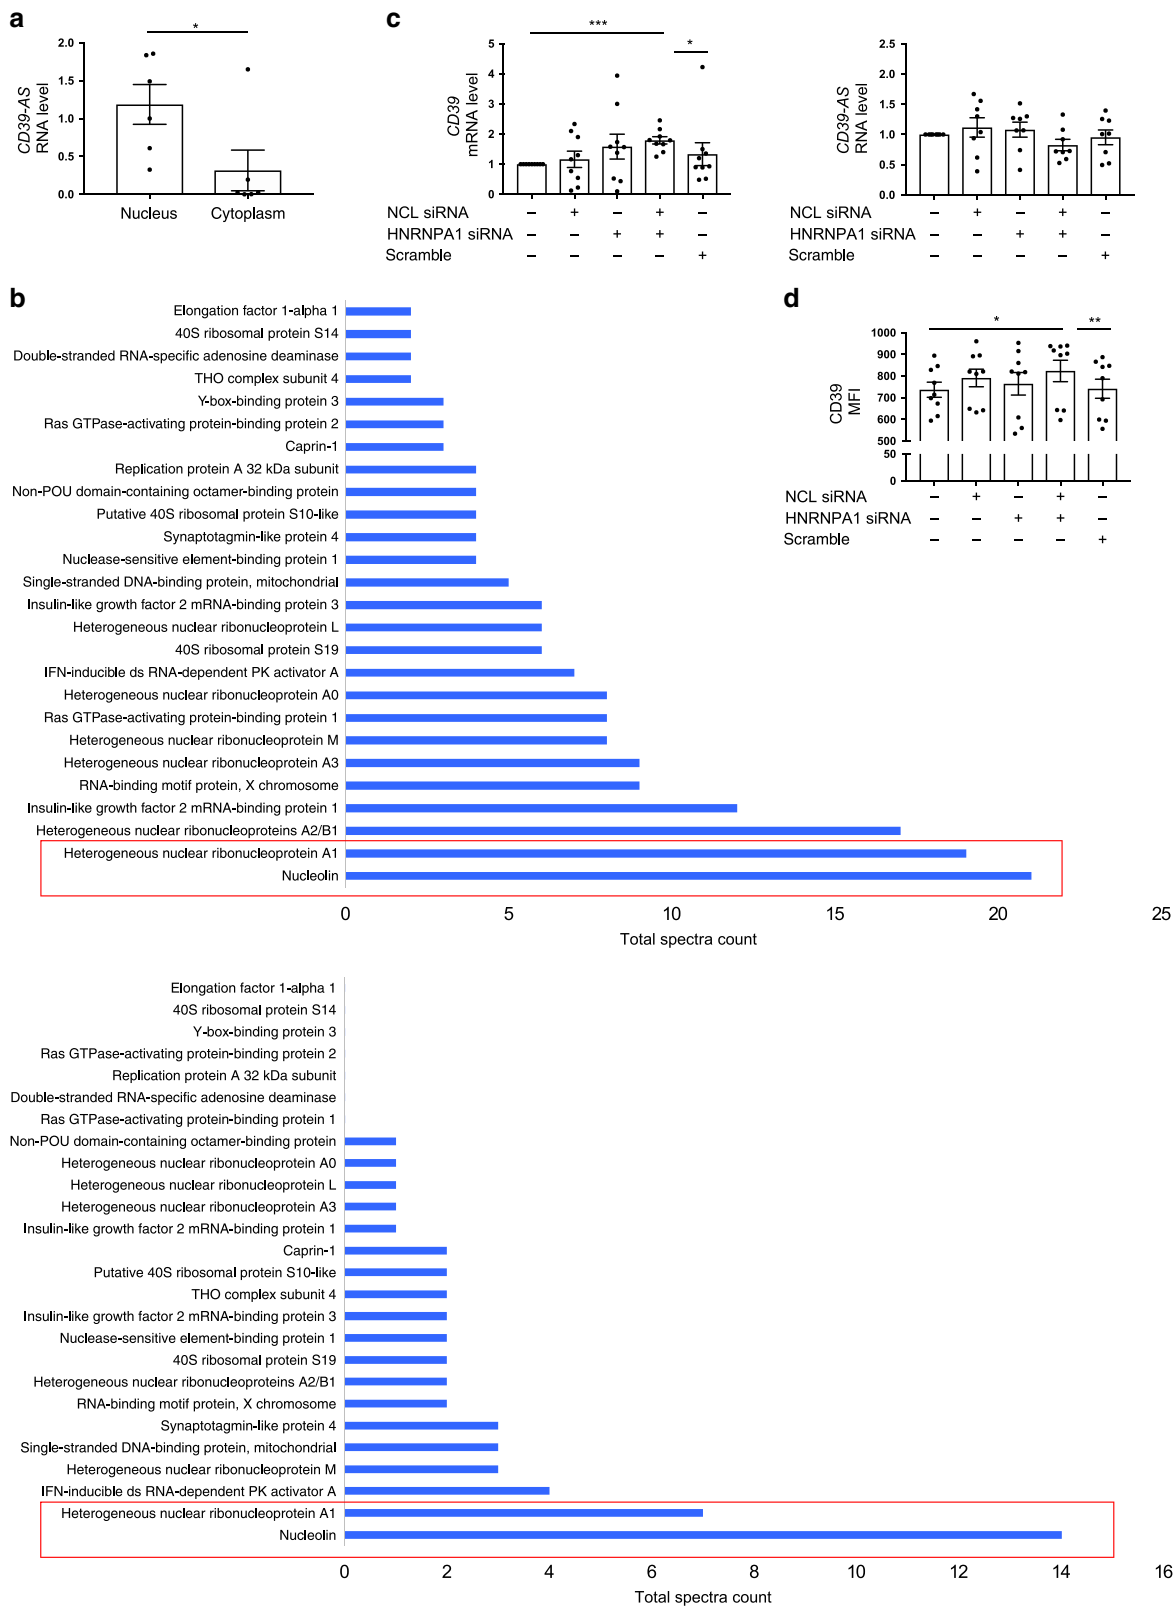 a
*
2.0
1.5
1.0
0.5
0.0
CD39-AS
RNA level
Nucleus Cytoplasm
c
***
*
5
4
3
2
1
0
CD39
mRNA level
NCL siRNA – + – + –
HNRNPA1 siRNA – – + + –
Scramble – – – – +
2.5
2.0
1.5
1.0
0.5
0.0
CD39-AS
RNA level
NCL siRNA – + – + –
HNRNPA1 siRNA – – + + –
Scramble – – – – +
b
Elongation factor 1-alpha 1
40S ribosomal protein S14
Double-stranded RNA-specific adenosine deaminase
THO complex subunit 4
Y-box-binding protein 3
Ras GTPase-activating protein-binding protein 2
Caprin-1
Replication protein A 32 kDa subunit
Non-POU domain-containing octamer-binding protein
Putative 40S ribosomal protein S10-like
Synaptotagmin-like protein 4
Nuclease-sensitive element-binding protein 1
Single-stranded DNA-binding protein, mitochondrial
Insulin-like growth factor 2 mRNA-binding protein 3
Heterogeneous nuclear ribonucleoprotein L
40S ribosomal protein S19
IFN-inducible ds RNA-dependent PK activator A
Heterogeneous nuclear ribonucleoprotein A0
Ras GTPase-activating protein-binding protein 1
Heterogeneous nuclear ribonucleoprotein M
Heterogeneous nuclear ribonucleoprotein A3
RNA-binding motif protein, X chromosome
Insulin-like growth factor 2 mRNA-binding protein 1
Heterogeneous nuclear ribonucleoproteins A2/B1
Heterogeneous nuclear ribonucleoprotein A1
Nucleolin
0 5 10 15 20 25
Total spectra count
d
*
**
1000
900
800
700
600
500
50
0
CD39
MFI
NCL siRNA – + – + –
HNRNPA1 siRNA – – + + –
Scramble – – – – +
Elongation factor 1-alpha 1
40S ribosomal protein S14
Y-box-binding protein 3
Ras GTPase-activating protein-binding protein 2
Replication protein A 32 kDa subunit
Double-stranded RNA-specific adenosine deaminase
Ras GTPase-activating protein-binding protein 1
Non-POU domain-containing octamer-binding protein
Heterogeneous nuclear ribonucleoprotein A0
Heterogeneous nuclear ribonucleoprotein L
Heterogeneous nuclear ribonucleoprotein A3
Insulin-like growth factor 2 mRNA-binding protein 1
Caprin-1
Putative 40S ribosomal protein S10-like
THO complex subunit 4
Insulin-like growth factor 2 mRNA-binding protein 3
Nuclease-sensitive element-binding protein 1
40S ribosomal protein S19
Heterogeneous nuclear ribonucleoproteins A2/B1
RNA-binding motif protein, X chromosome
Synaptotagmin-like protein 4
Single-stranded DNA-binding protein, mitochondrial
Heterogeneous nuclear ribonucleoprotein M
IFN-inducible ds RNA-dependent PK activator A
Heterogeneous nuclear ribonucleoprotein A1
Nucleolin
0 2 4 6 8 10 12 14 16
Total spectra count